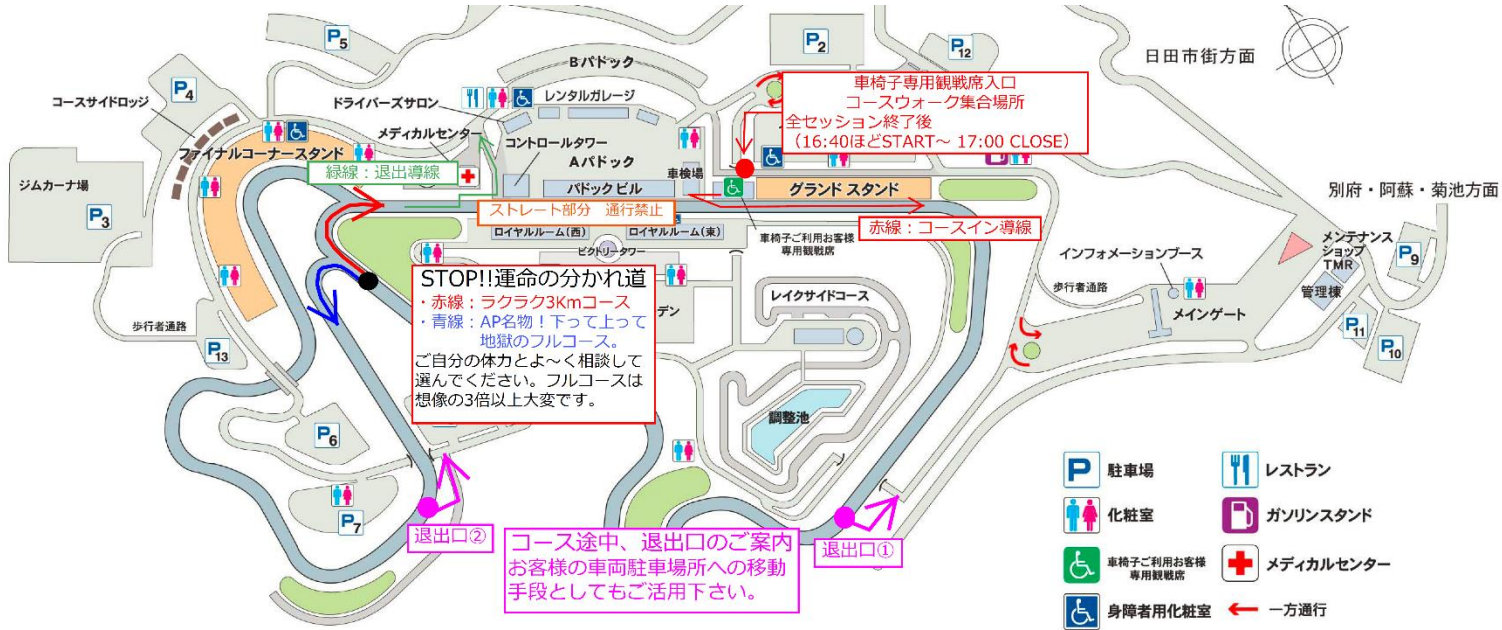 P5
P2
P12
日田市街方面
Bパドック
P4
コースサイドロッジ
ドライバーズサロン
レンタルガレージ
車椅子専用観戦席入口
コースウォーク集合場所
全セッション終了後
（16:40ほどSTART～ 17:00 CLOSE）
メディカルセンター
コントロールタワー
ファイナルコーナースタンド
Aパドック
車検場
緑線：退出導線
ジムカーナ場
パドックビル
グランド スタンド
別府・阿蘇・菊池方面
P3
ストレート部分 通行禁止
赤線：コースイン導線
ロイヤルルーム(西)
ロイヤルルーム(東)
車椅子ご利用お客様
専用観戦席
ビクトリータワー
メンテナンス
ショップ
TMR
P9
インフォメーションブース
管理棟
STOP!!運命の分かれ道
・赤線：ラクラク3Kmコース
・青線：AP名物！下って上って
地獄のフルコース。
ご自分の体力とよ～く相談して
選んでください。フルコースは
想像の3倍以上大変です。
デン
レイクサイドコース
歩行者通路
メインゲート
歩行者通路
P13
P11
P10
調整池
P6
P7
退出口②
コース途中、退出口のご案内
お客様の車両駐車場所への移動
手段としてもご活用下さい。
退出口①
P 駐車場
レストラン
化粧室
ガソリンスタンド
車椅子ご利用お客様
専用観戦席
メディカルセンター
身障者用化粧室
一方通行